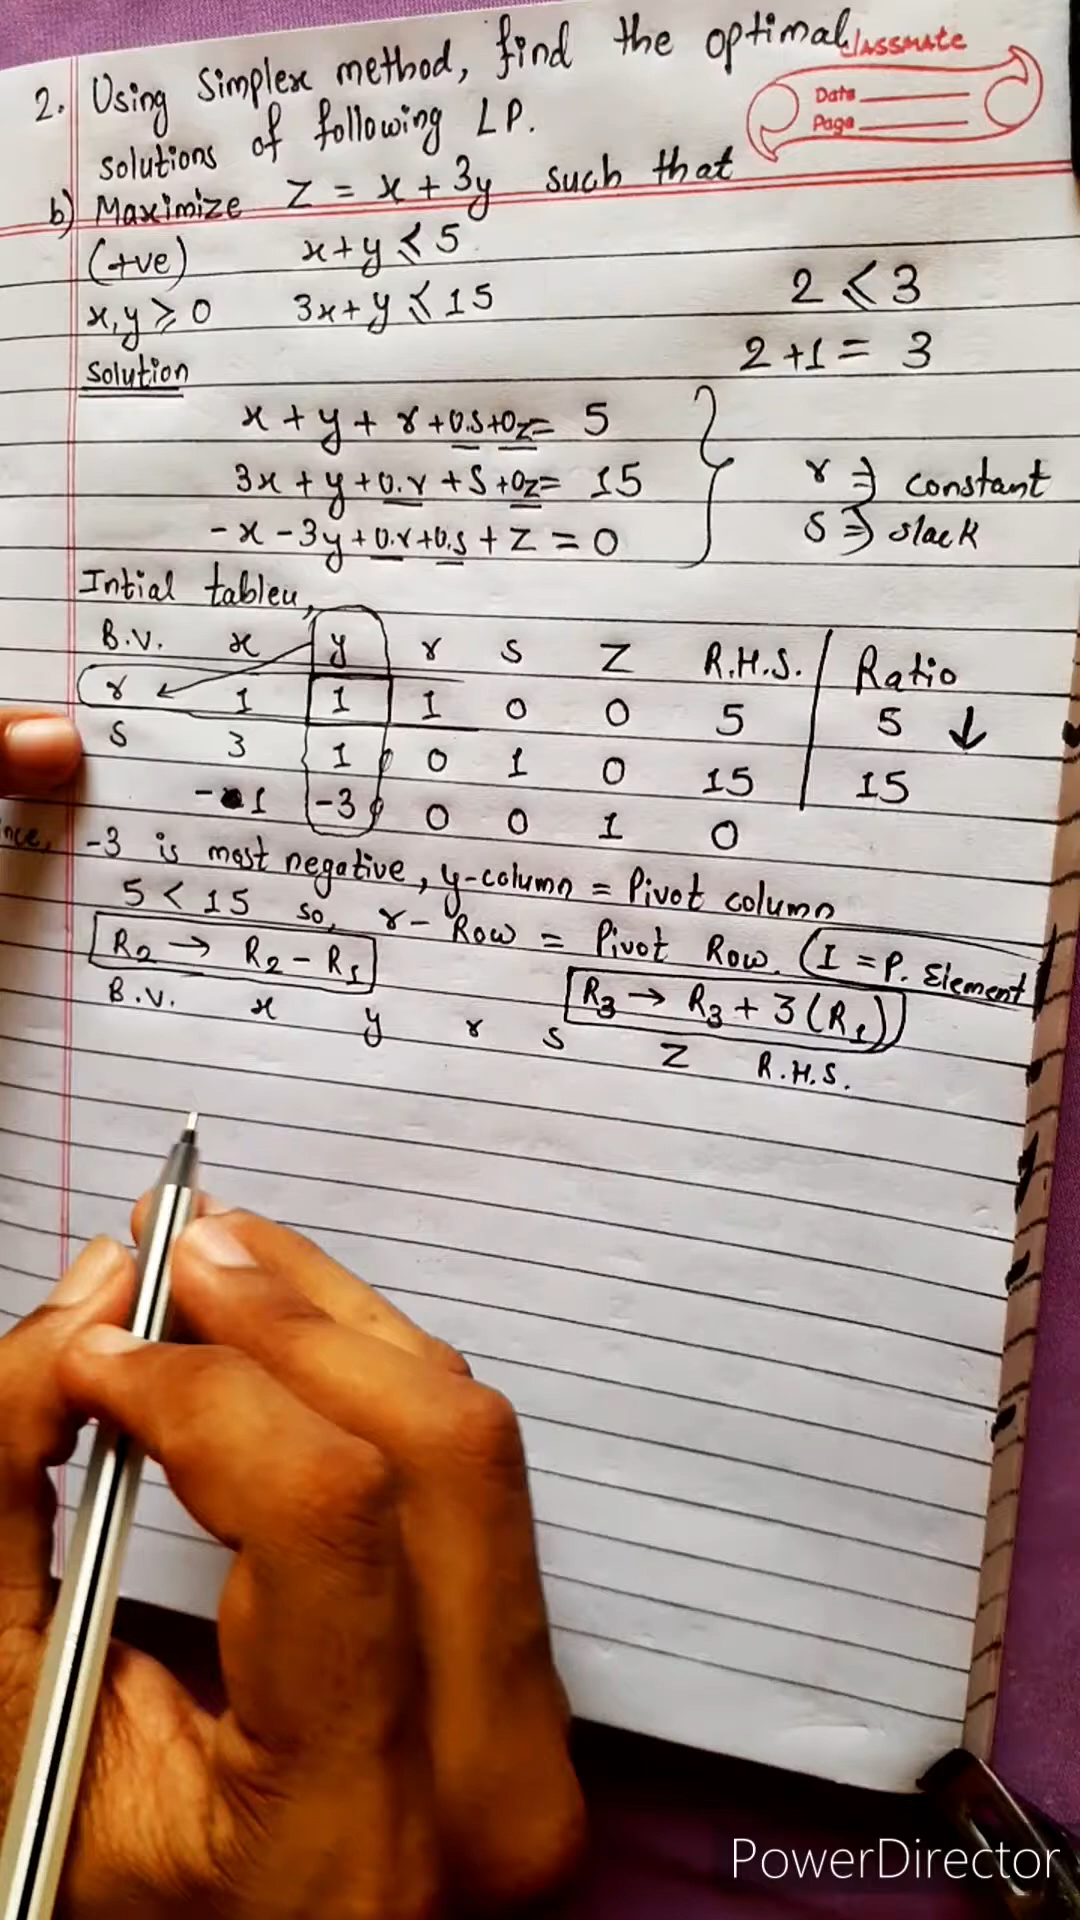 2. Using Simplex method, find the optimal
classmate
Date
Page
solutions of following LP.
b) Maximize Z = x + 3y such that
(+ve) x + y ⩽ 5
x, y ⩾ 0 3x + y ⩽ 15
2 ⩽ 3
Solution
2 + 1 = 3
x + y + r + 0.s + 0z = 5
3x + y + 0.r + s + 0z = 15
r ⇒ constant
-x - 3y + 0.r + 0.s + Z = 0
s ⇒ slack
Intial tableu,
B.V. x y r s Z R.H.S. Ratio
r 1 1 1 0 0 5 5 ↓
s 3 1 0 1 0 15 15
-1 -3 0 0 1 0
-3 is most negative, y-column = Pivot column
5 < 15 so, r - Row = Pivot Row. (1 = P. Element
R2 → R2 - R1
R3 → R3 + 3(R1)
B.V. x y r s Z R.H.S.
PowerDirector